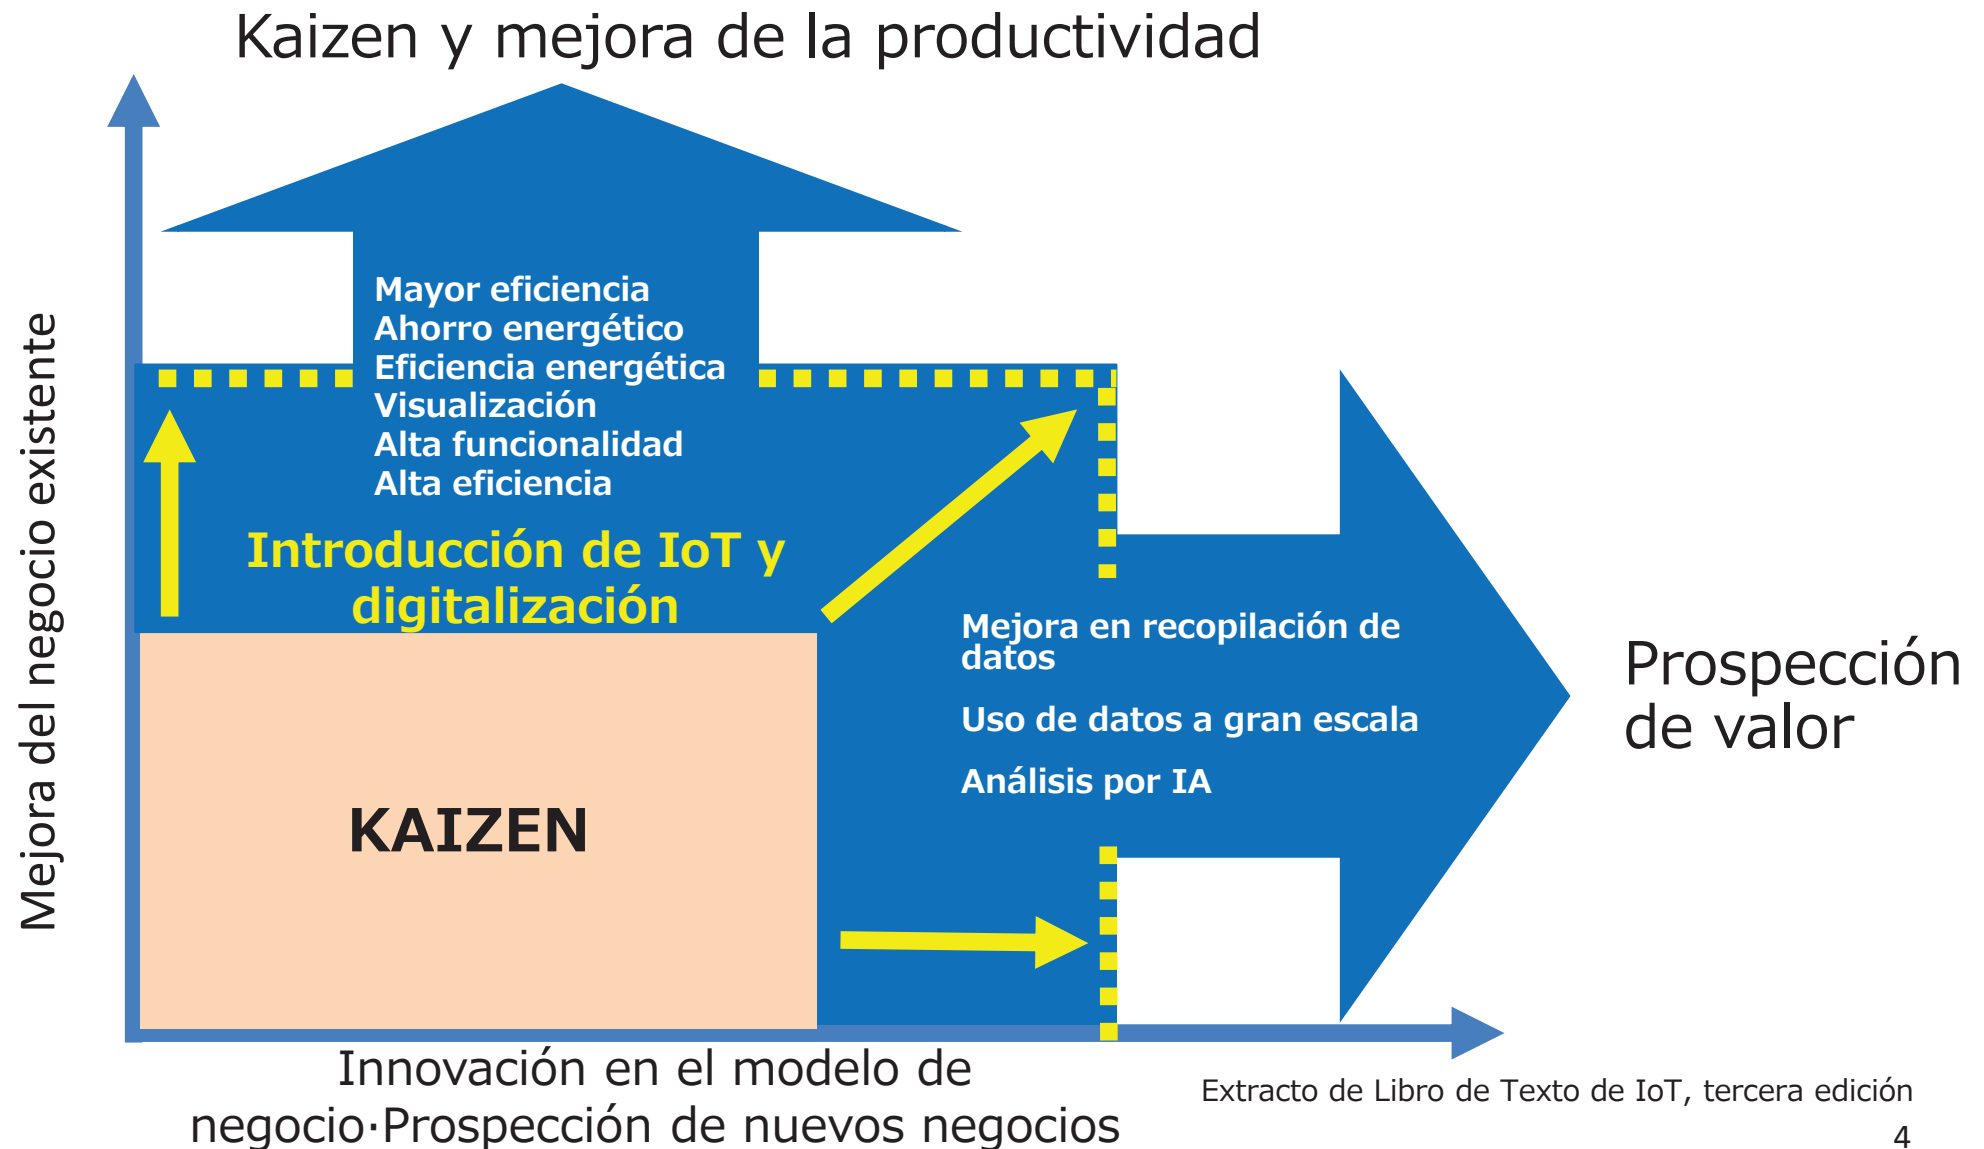 Kaizen y mejora de la productividad
Mejora del negocio existente
Mayor eficiencia
Ahorro energético
Eficiencia energética
Visualización
Alta funcionalidad
Alta eficiencia
Introducción de IoT y
digitalización
Mejora en recopilación de
datos
Uso de datos a gran escala
Análisis por IA
Prospección
de valor
KAIZEN
Innovación en el modelo de
negocio·Prospección de nuevos negocios
Extracto de Libro de Texto de IoT, tercera edición
4